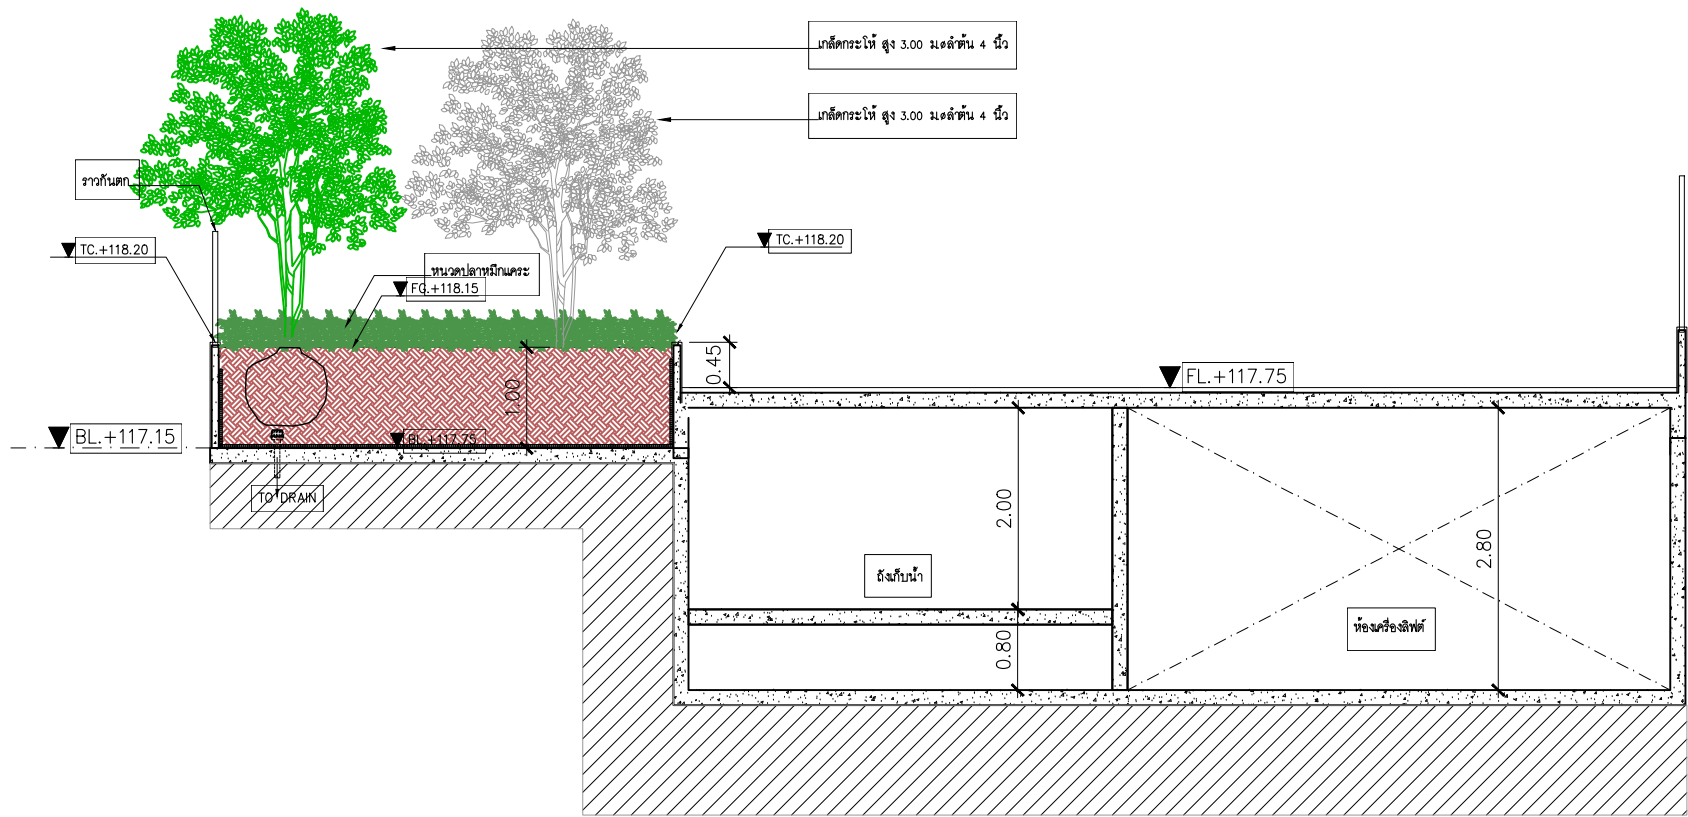 เกล็ดกระโห้ สูง 3.00 ม.ø ลำต้น 4 นิ้ว
เกล็ดกระโห้ สูง 3.00 ม.ø ลำต้น 4 นิ้ว
ราวกันตก
TC.+118.20
TC.+118.20
หนวดปลาหมึกแคระ
FG.+118.15
0.45
FL.+117.75
1.00
BL.+117.15
BL.+117.75
TO DRAIN
2.00
2.80
ถังเก็บน้ำ
ห้องเครื่องลิฟต์
0.80